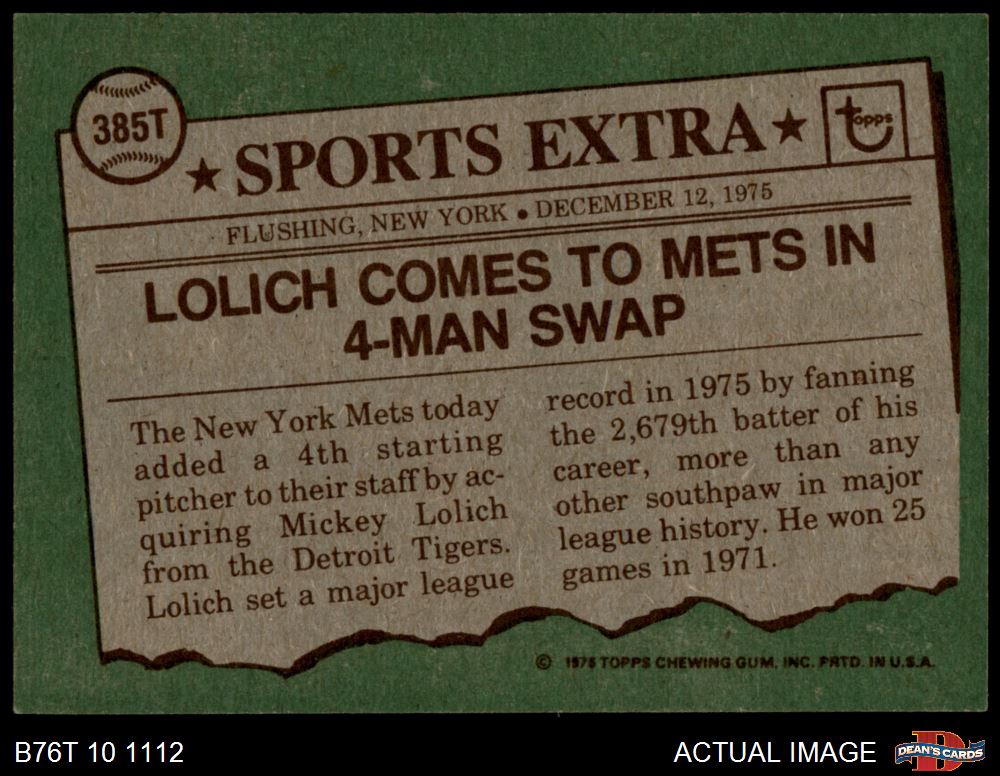 385T
★ SPORTS EXTRA ★
topps
FLUSHING, NEW YORK • DECEMBER 12, 1975
LOLICH COMES TO METS IN
4-MAN SWAP
The New York Mets today
added a 4th starting
pitcher to their staff by ac-
quiring Mickey Lolich
from the Detroit Tigers.
Lolich set a major league
record in 1975 by fanning
the 2,679th batter of his
career, more than any
other southpaw in major
league history. He won 25
games in 1971.
© 1976 TOPPS CHEWING GUM, INC. PRTD. IN U.S.A.
B76T 10 1112
ACTUAL IMAGE
DEAN'S CARDS